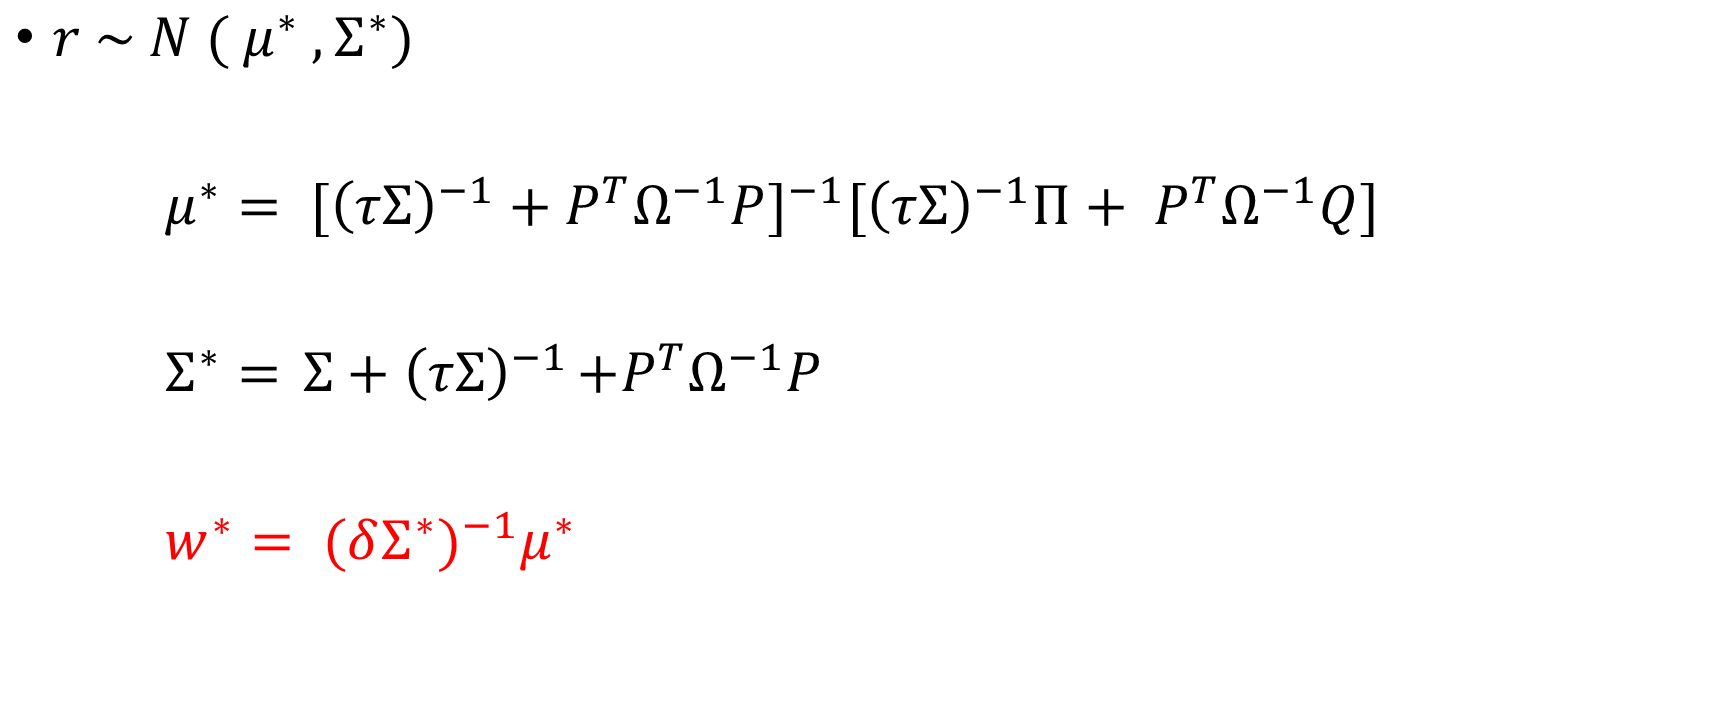 • r ~ N ( μ* , Σ*)
μ* = [(τΣ)⁻¹ + PᵀΩ⁻¹P]⁻¹[(τΣ)⁻¹Π + PᵀΩ⁻¹Q]
Σ* = Σ + (τΣ)⁻¹ +PᵀΩ⁻¹P
w* = (δΣ*)⁻¹μ*